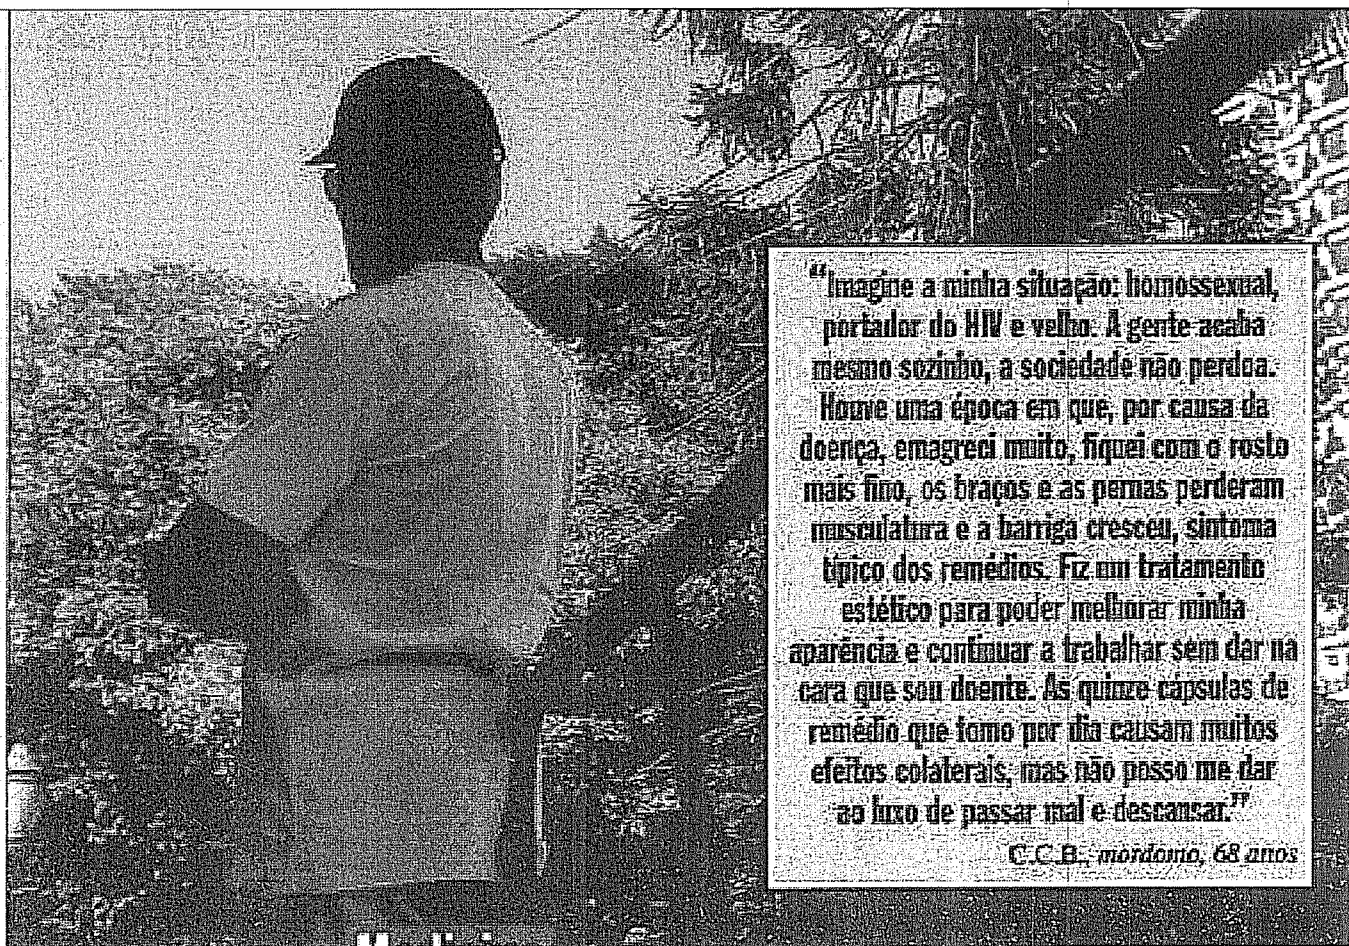 “Imagine a minha situação: homossexual,
portador do HIV e velho. A gente acaba
mesmo sozinho, a sociedade não perdoa.
Houve uma época em que, por causa da
doença, emagreci muito, fiquei com o rosto
mais fino, os braços e as pernas perderam
musculatura e a barriga cresceu, sintoma
típico dos remédios. Fiz um tratamento
estético para poder melhorar minha
aparência e continuar a trabalhar sem dar na
cara que sou doente. As quinze cápsulas de
remédio que tomo por dia causam muitos
efeitos colaterais, mas não posso me dar
ao luxo de passar mal e descansar.”
C.C.B., mordomo, 68 anos